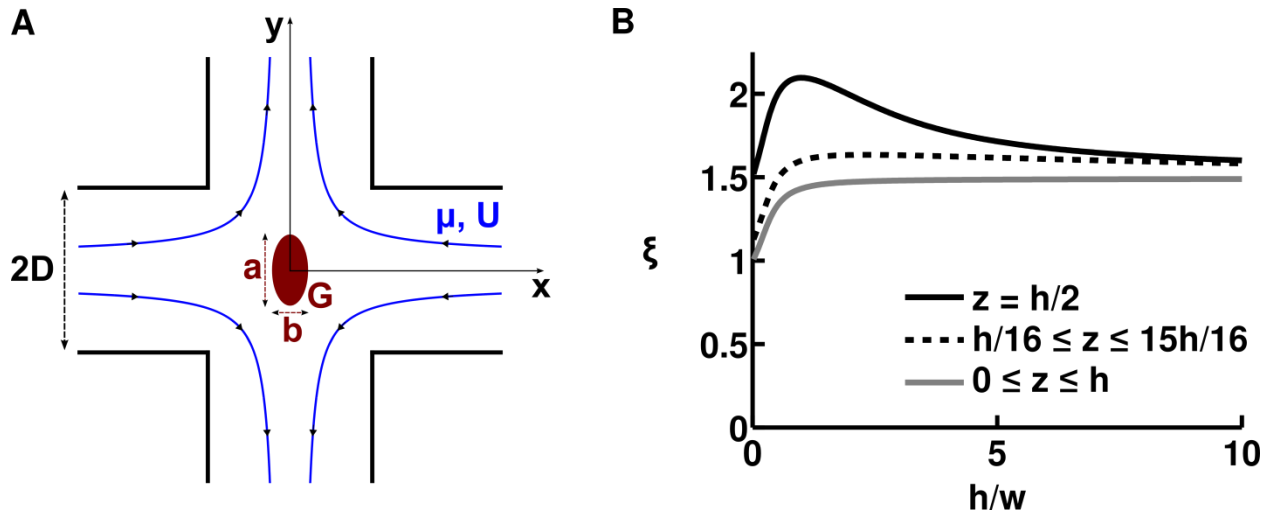 A
y
2D
a
b
G
μ, U
x
B
ξ
2
1.5
1
0.5
0
z = h/2
h/16 ≤ z ≤ 15h/16
0 ≤ z ≤ h
0
5
10
h/w